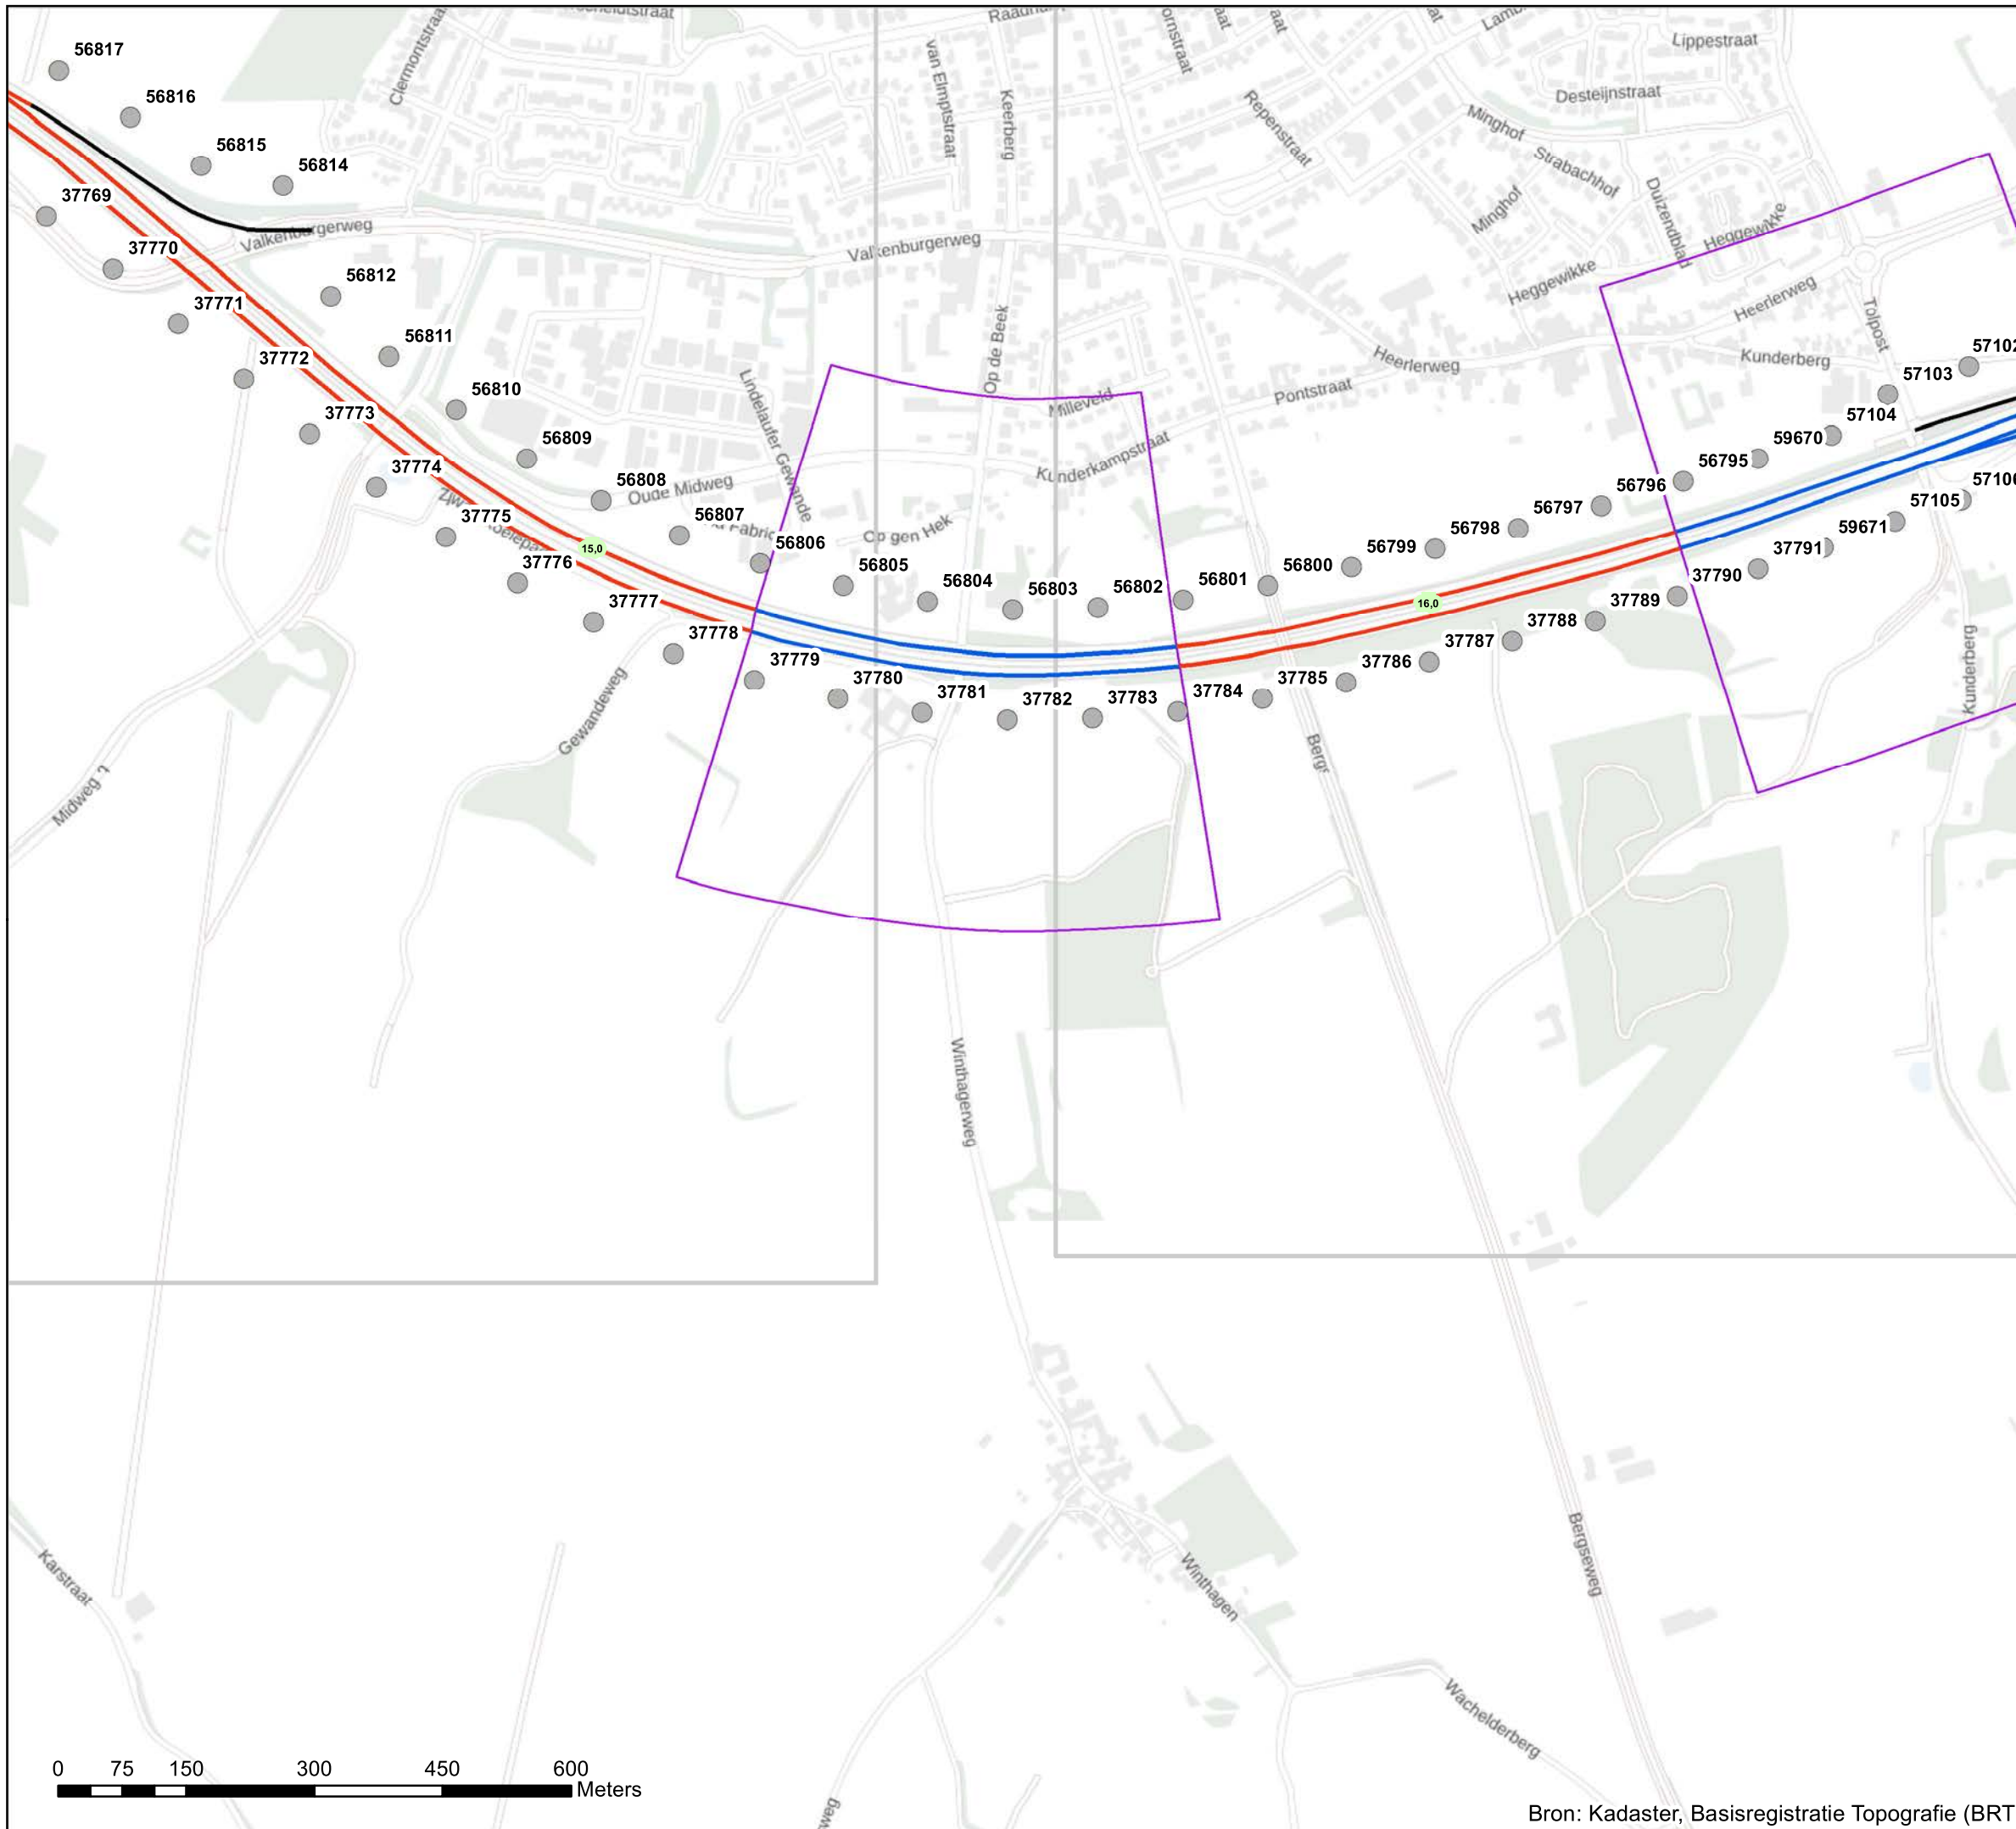 Clermontstraat
56817
56816
56815
56814
37769
37770
37771
37772
37773
37774
37775
37776
37777
37778
37779
37780
37781
37782
37783
37784
37785
37786
37787
37788
37789
37790
37791
59671
57105
57106
56812
56811
56810
56809
56808
56807
56806
56805
56804
56803
56802
56801
56800
56799
56798
56797
56796
56795
59670
57104
57103
57102
15,0
16,0
van Elmptstraat
Keerberg
Repenstraat
Lippestraat
Desteijnstraat
Minghof
Strabachhof
Minghof
Duizendblad
Heggewikke
Heggewikke
Heerlerweg
Tolpost
Kunderberg
Valkenburgerweg
Valkenburgerweg
Op de Beek
Milleveld
Pontstraat
Heerlerweg
Kunderkampstraat
Lindelaufer Gewande
Oude Midweg
Op gen Hek
Gewandeweg
Midweg
Kunderberg
Winthagerweg
Bergseweg
Winthagen
Wachelderberg
Karstraat
0 75 150 300 450 600
Meters
Bron: Kadaster, Basisregistratie Topografie (BRT